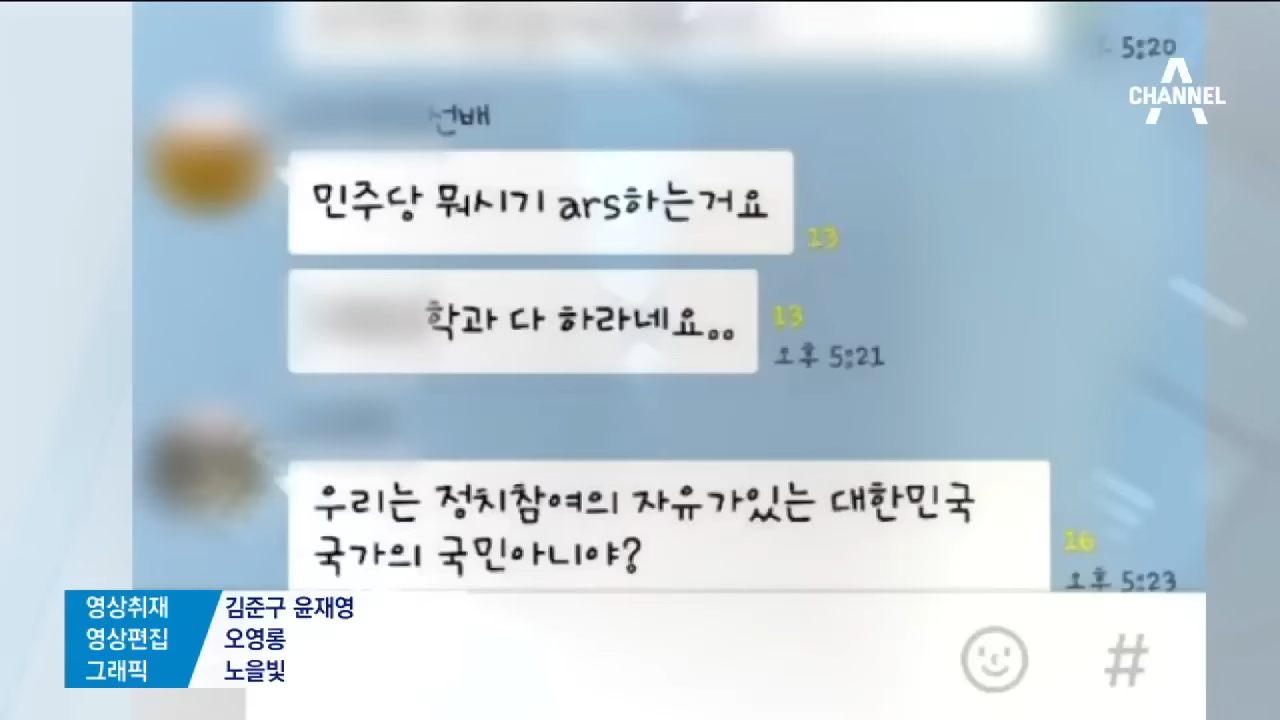 5:20
CHANNEL A
선배
민주당 뭐시기 ars하는거요
13
학과 다 하라네요..
13
오후 5:21
우리는 정치참여의 자유가있는 대한민국
국가의 국민아니야?
16
오후 5:23
영상취재 김준구 윤재영
영상편집 오영롱
그래픽 노을빛
#